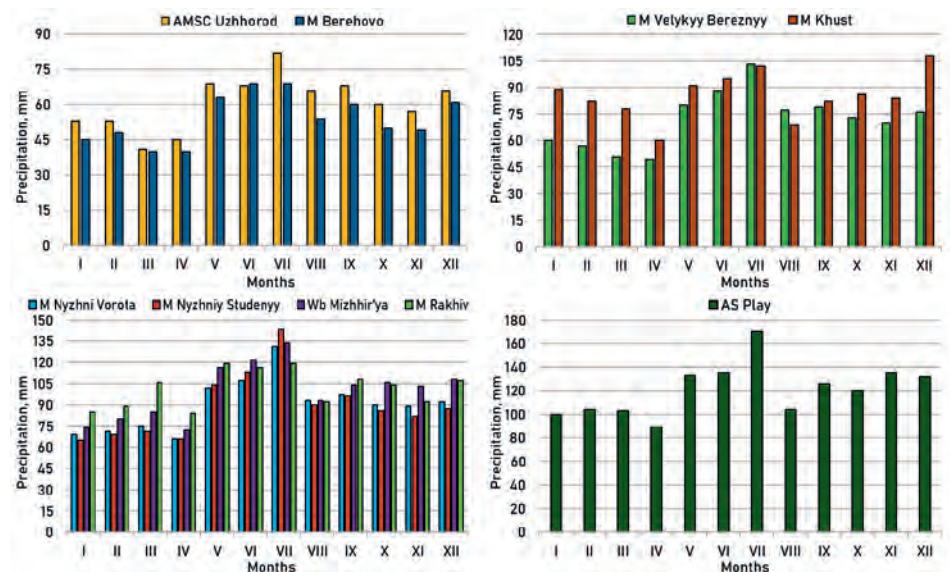 AMSC Uzhhorod M Berehovo
Precipitation, mm
90
75
60
45
30
15
0
I II III IV V VI VII VIII IX X XI XII
Months
M Velykyy Bereznyy M Khust
Precipitation, mm
120
105
90
75
60
45
30
15
0
I II III IV V VI VII VIII IX X XI XII
Months
M Nyzhni Vorota M Nyzhniy Studenyy Wb Mizhhir'ya M Rakhiv
Precipitation, mm
150
135
120
105
90
75
60
45
30
15
0
I II III IV V VI VII VIII IX X XI XII
Months
AS Play
Precipitation, mm
180
160
140
120
100
80
60
40
20
0
I II III IV V VI VII VIII IX X XI XII
Months